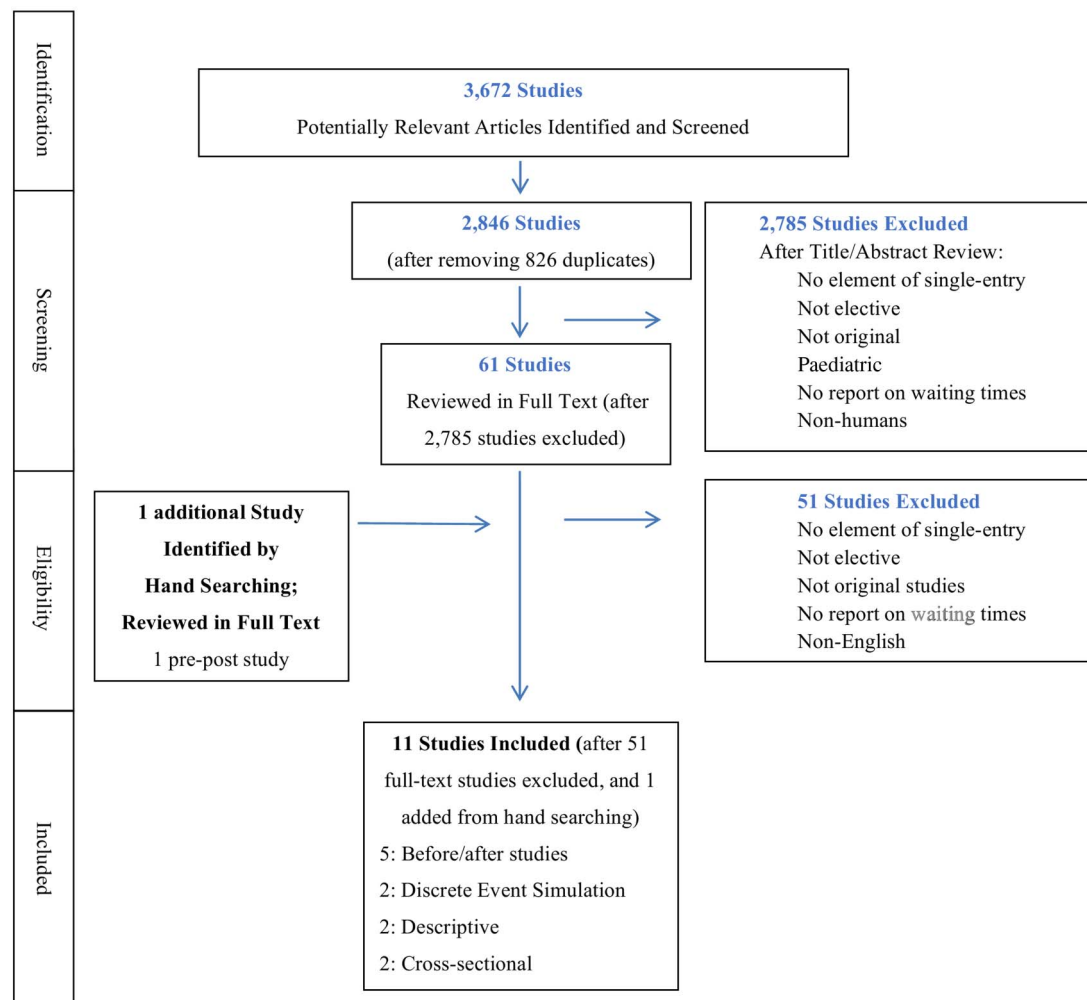 Identification
3,672 Studies
Potentially Relevant Articles Identified and Screened
Screening
2,846 Studies
(after removing 826 duplicates)
2,785 Studies Excluded
After Title/Abstract Review:
No element of single-entry
Not elective
Not original
Paediatric
No report on waiting times
Non-humans
61 Studies
Reviewed in Full Text (after
2,785 studies excluded)
Eligibility
1 additional Study
Identified by
Hand Searching;
Reviewed in Full Text
1 pre-post study
51 Studies Excluded
No element of single-entry
Not elective
Not original studies
No report on waiting times
Non-English
Included
11 Studies Included (after 51
full-text studies excluded, and 1
added from hand searching)
5: Before/after studies
2: Discrete Event Simulation
2: Descriptive
2: Cross-sectional